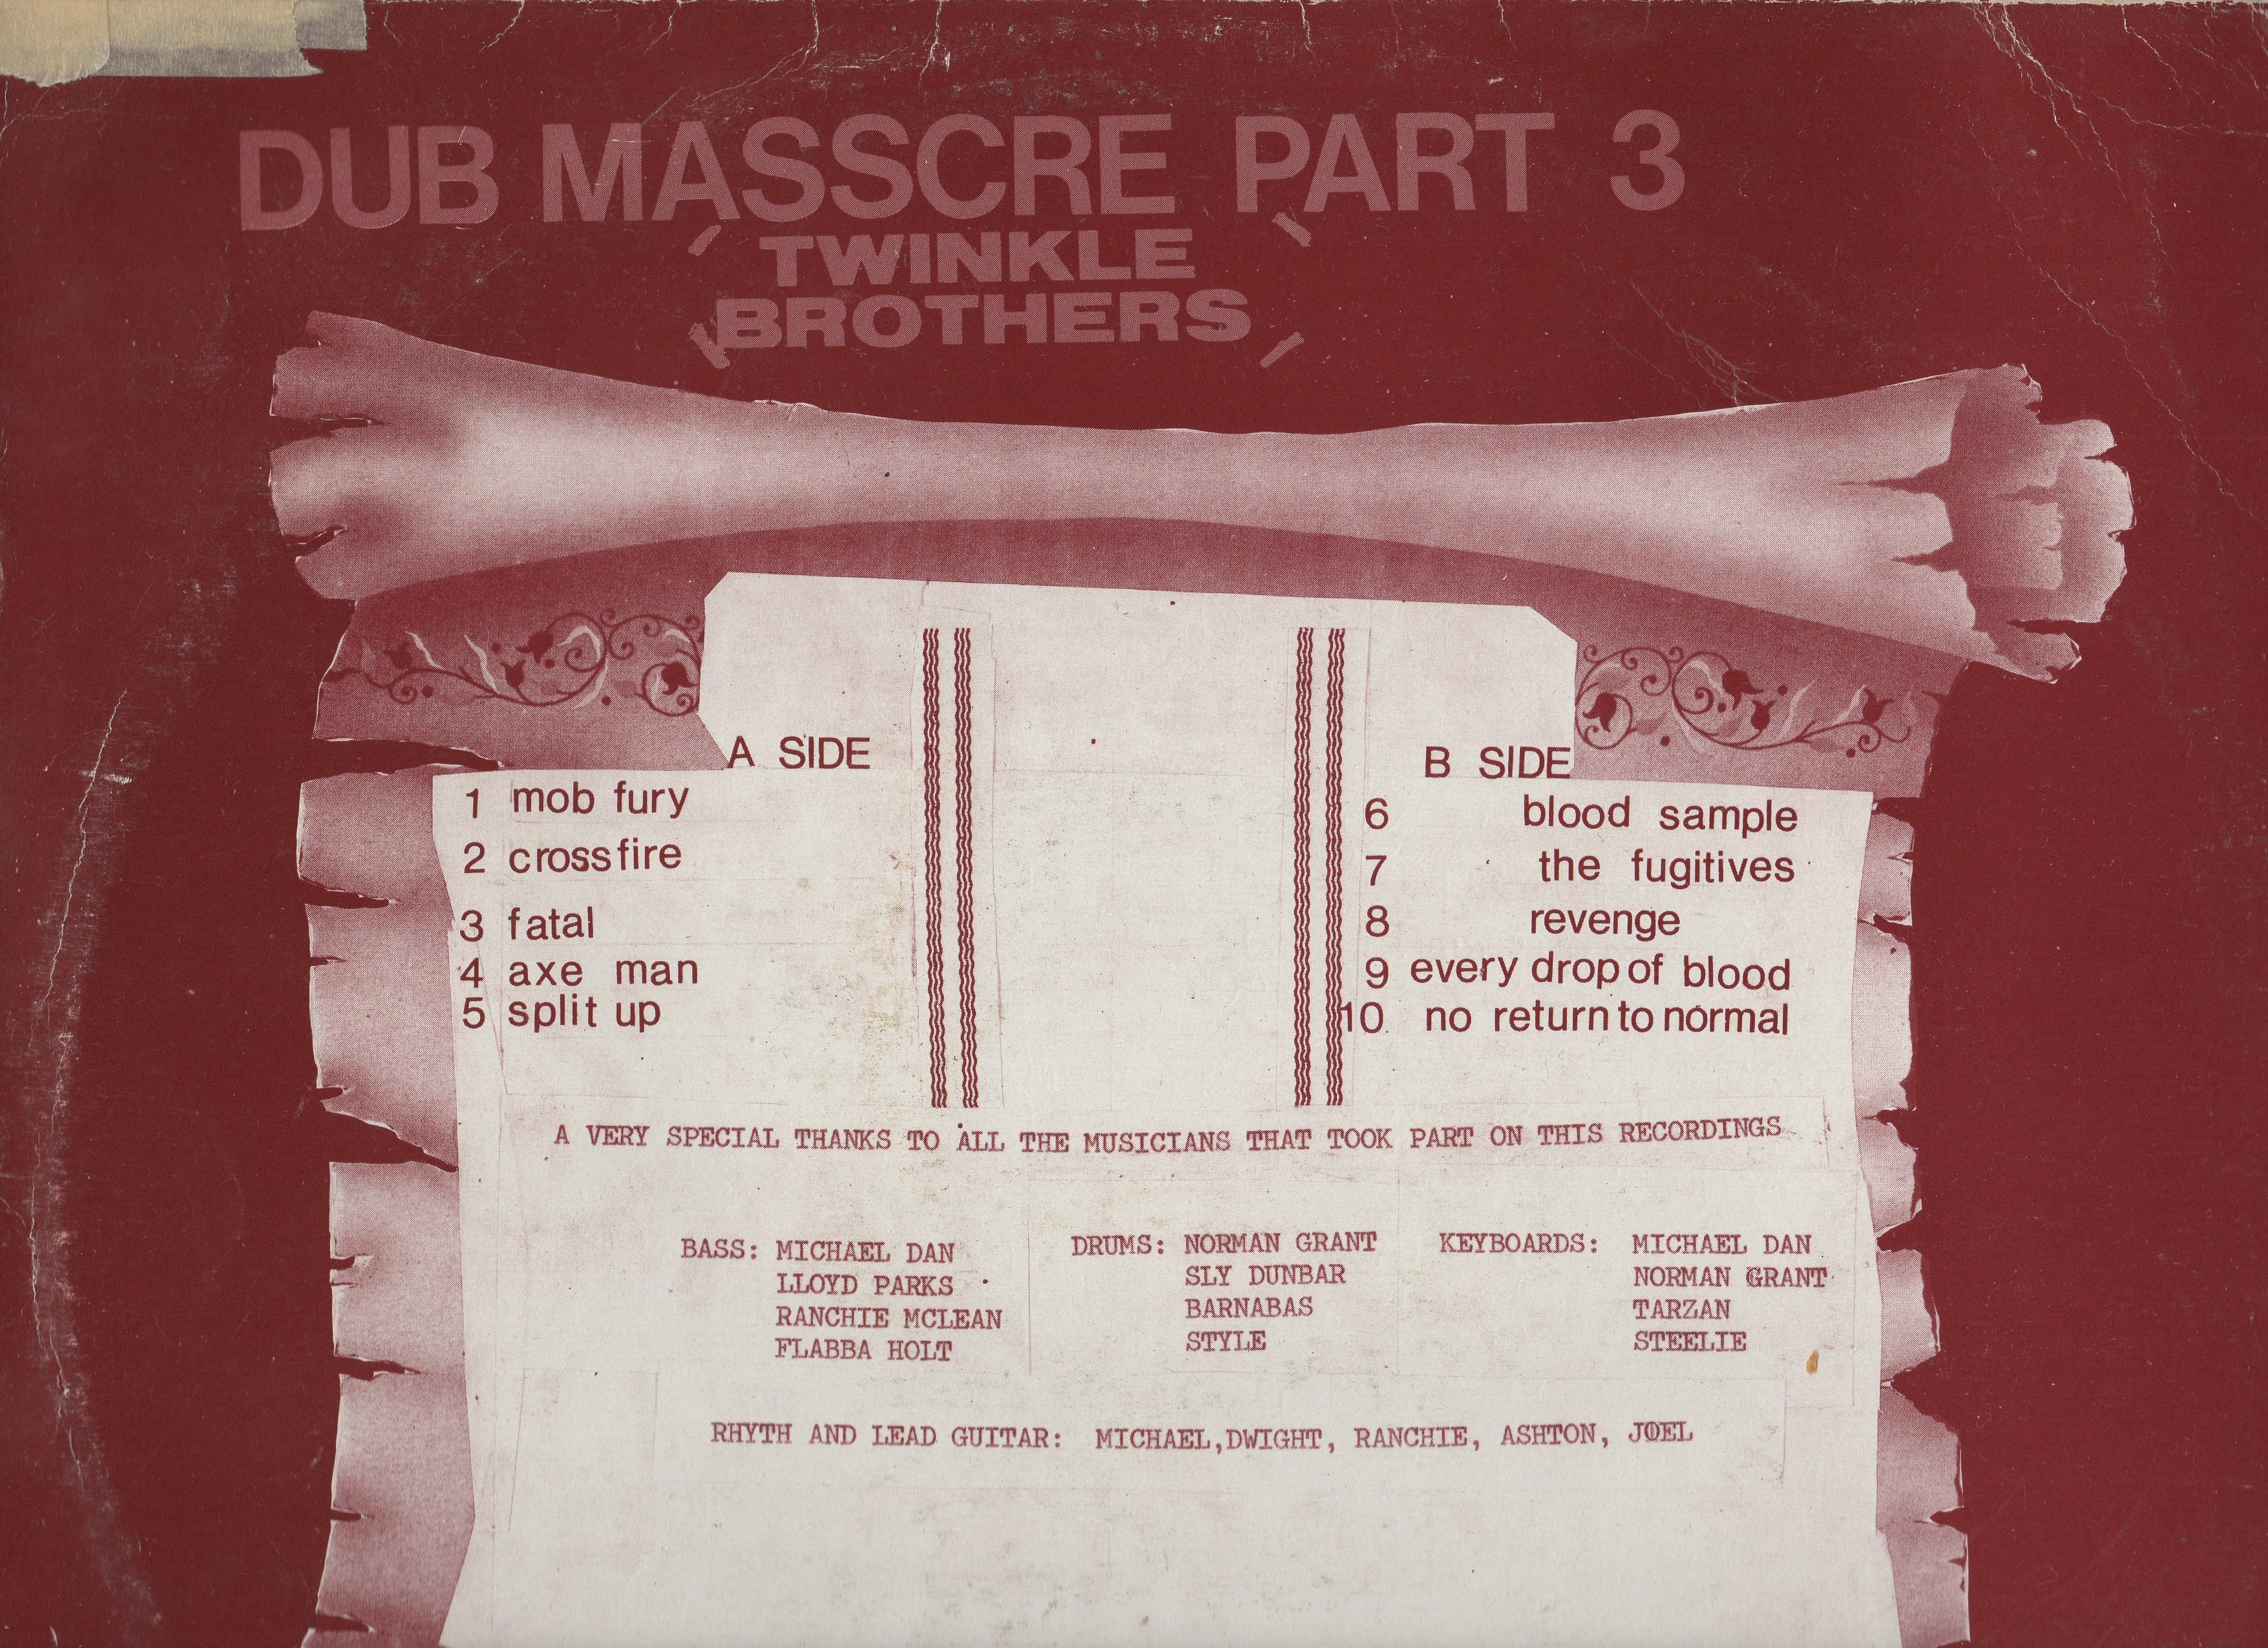 DUB MASSCRE PART 3
TWINKLE
BROTHERS
A SIDE
1 mob fury
2 crossfire
3 fatal
4 axe man
5 split up
B SIDE
6 blood sample
7 the fugitives
8 revenge
9 every drop of blood
10 no return to normal
A VERY SPECIAL THANKS TO ALL THE MUSICIANS THAT TOOK PART ON THIS RECORDINGS
BASS: MICHAEL DAN
LLOYD PARKS
RANCHIE MCLEAN
FLABBA HOLT
DRUMS: NORMAN GRANT
SLY DUNBAR
BARNABAS
STYLE
KEYBOARDS: MICHAEL DAN
NORMAN GRANT
TARZAN
STEELIE
RHYTH AND LEAD GUITAR: MICHAEL,DWIGHT, RANCHIE, ASHTON, JOEL